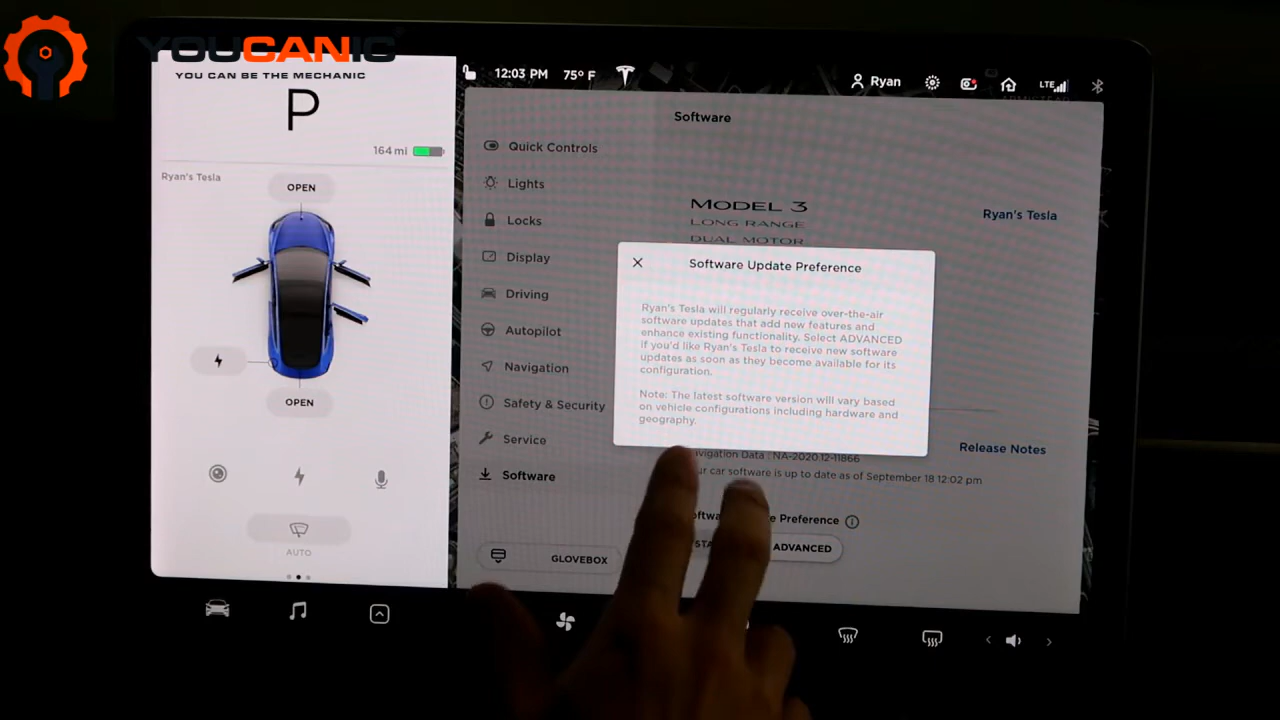 YOUCANIC
YOU CAN BE THE MECHANIC
P
164 mi
Ryan's Tesla
OPEN
OPEN
AUTO
12:03 PM 75° F
Ryan
LTE
Software
Quick Controls
Lights
Locks
Display
Driving
Autopilot
Navigation
Safety & Security
Service
Software
GLOVEBOX
MODEL 3
LONG RANGE
DUAL MOTOR
Ryan's Tesla
Software Update Preference
Ryan's Tesla will regularly receive over-the-air
software updates that add new features and
enhance existing functionality. Select ADVANCED
if you'd like Ryan's Tesla to receive new software
updates as soon as they become available for its
configuration.
Note: The latest software version will vary based
on vehicle configurations including hardware and
geography.
Release Notes
Data : NA-2020.12-11866
car software is up to date as of September 18 12:02 pm
Preference
ADVANCED